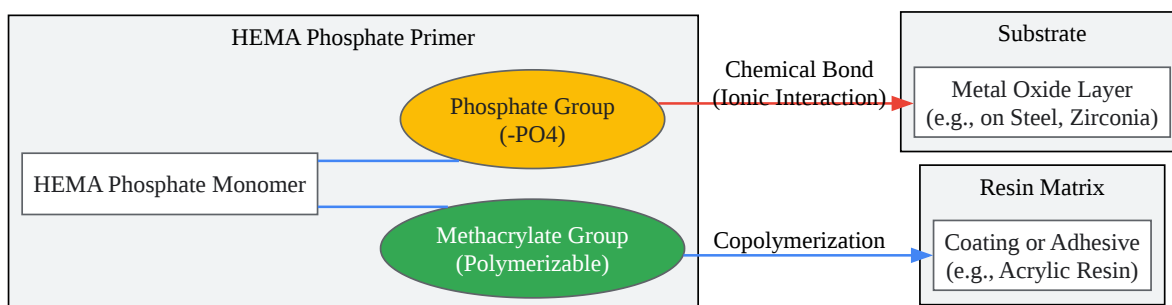 HEMA Phosphate Primer
HEMA Phosphate Monomer
Phosphate Group
(-PO4)
Methacrylate Group
(Polymerizable)
Chemical Bond
(Ionic Interaction)
Copolymerization
Substrate
Metal Oxide Layer
(e.g., on Steel, Zirconia)
Resin Matrix
Coating or Adhesive
(e.g., Acrylic Resin)